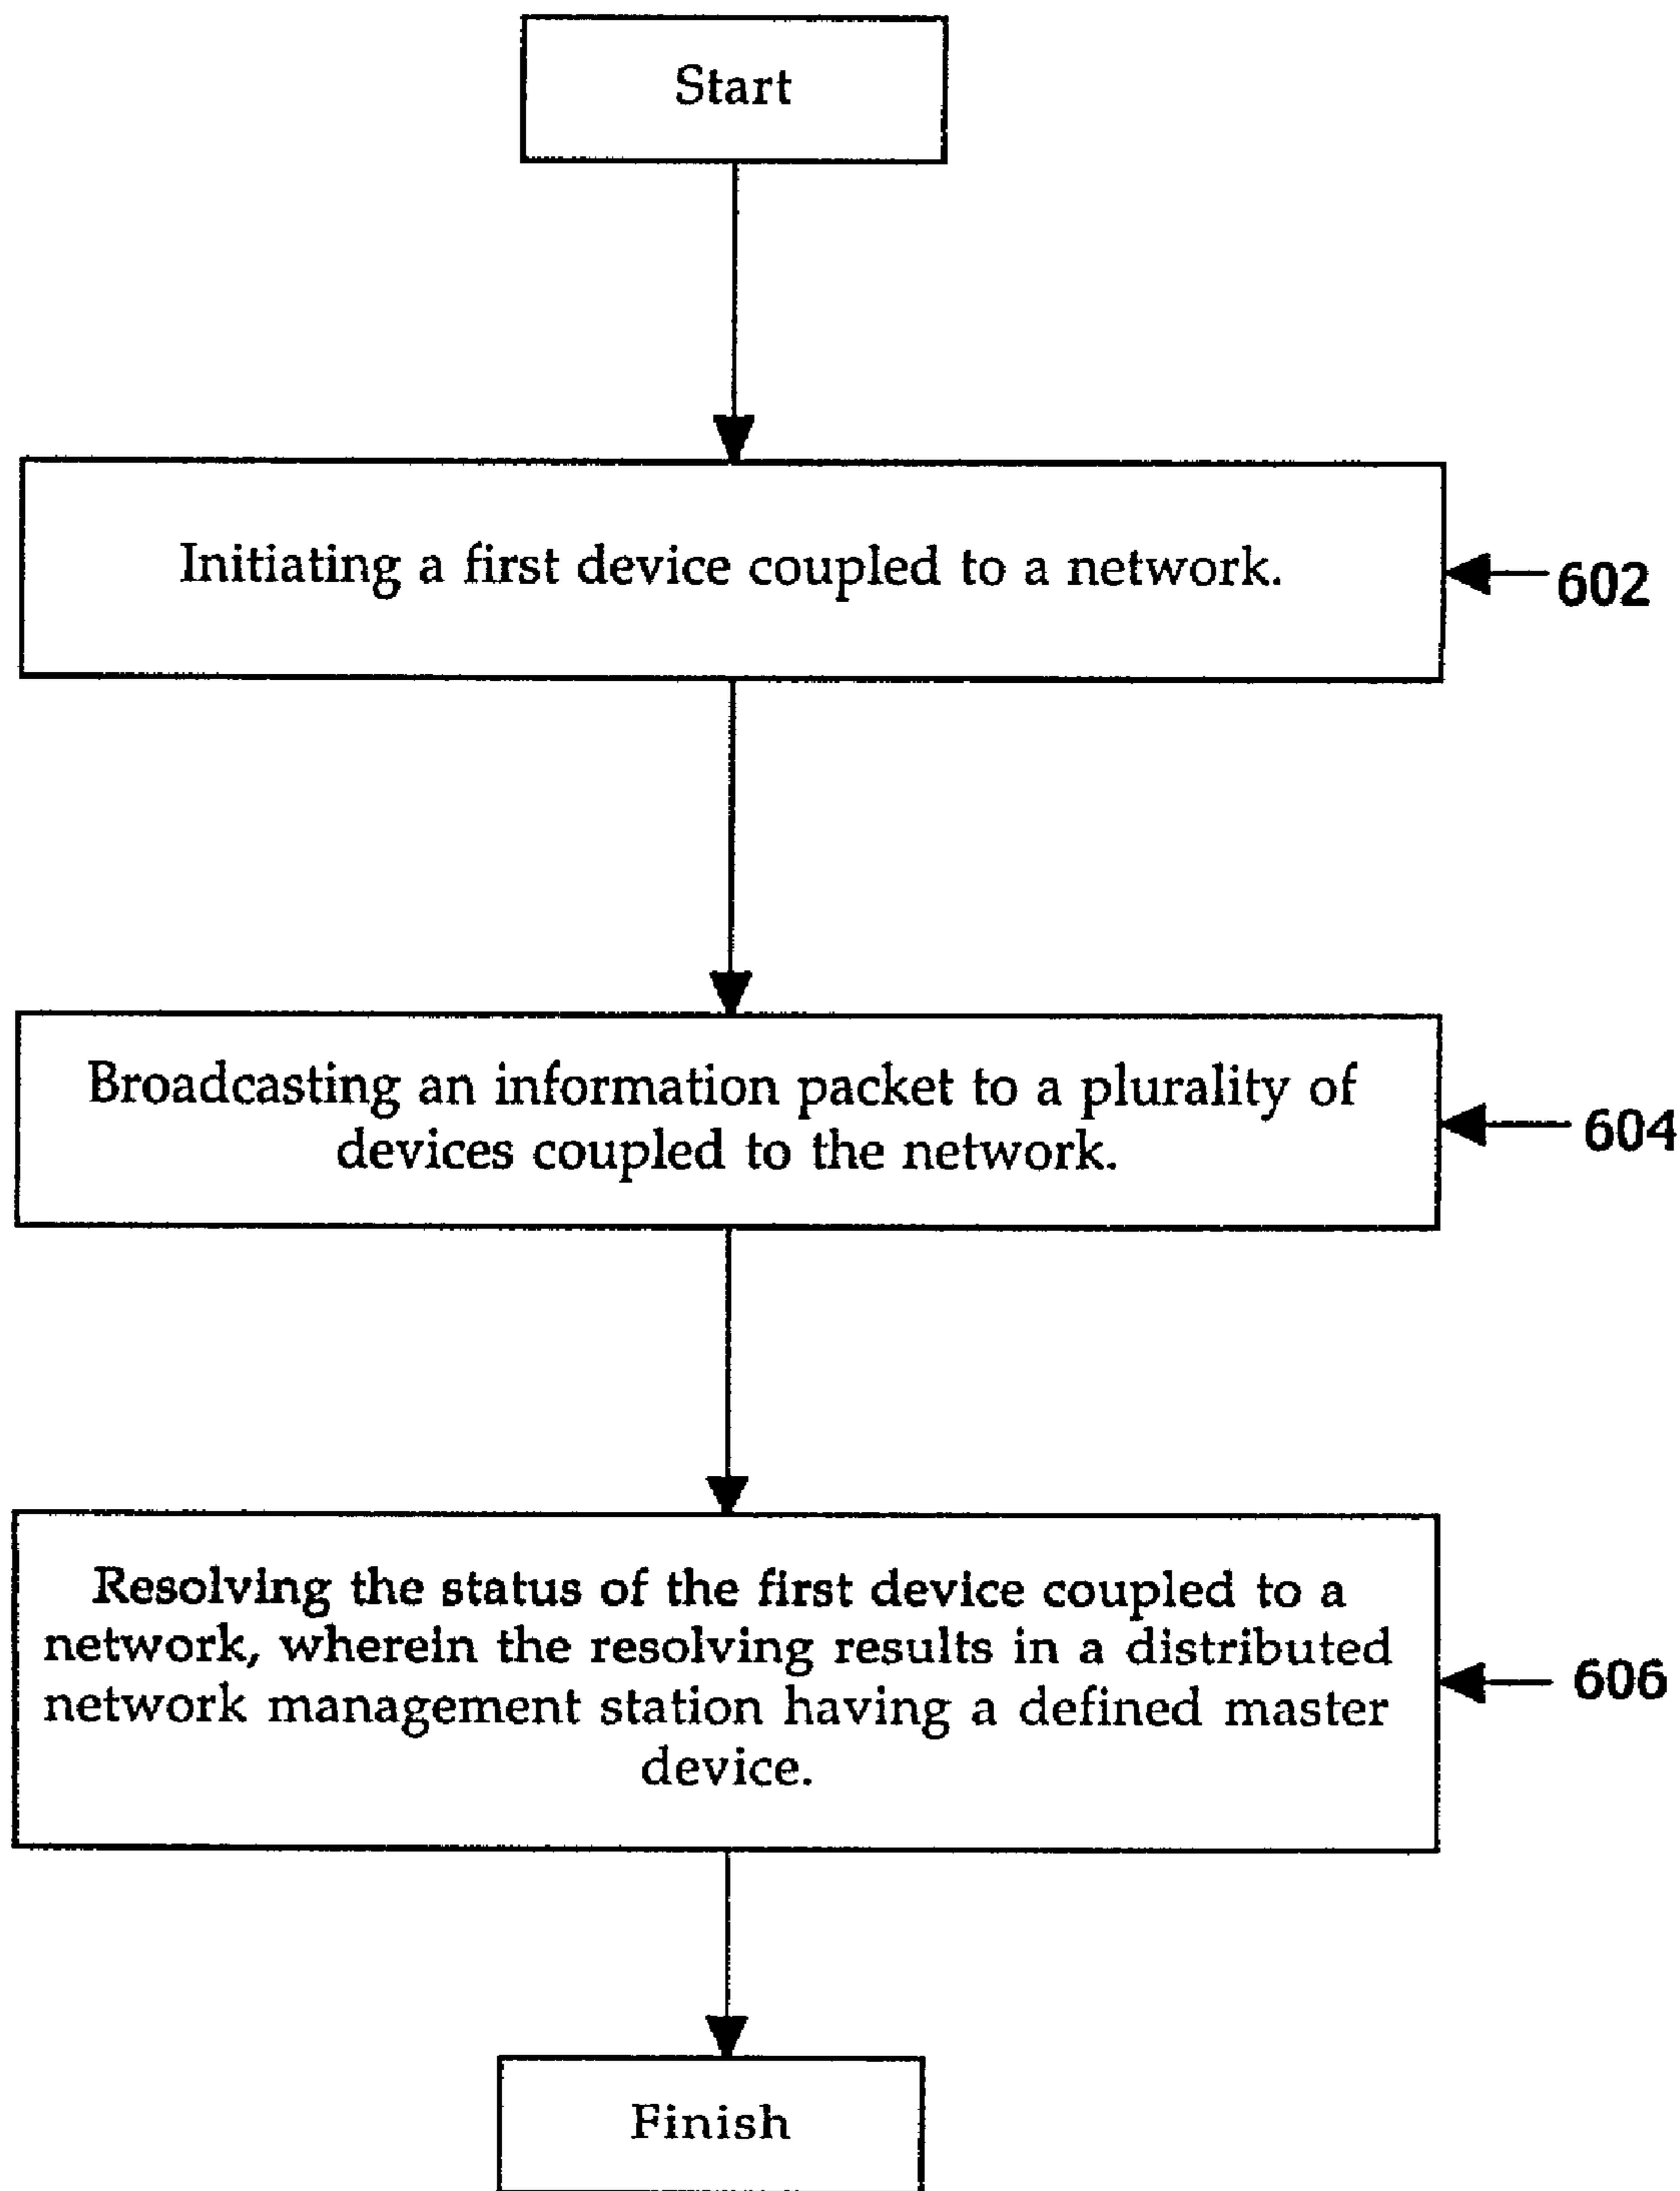 Start
Initiating a first device coupled to a network.
602
Broadcasting an information packet to a plurality of
devices coupled to the network.
604
Resolving the status of the first device coupled to a
network, wherein the resolving results in a distributed
network management station having a defined master
device.
606
Finish